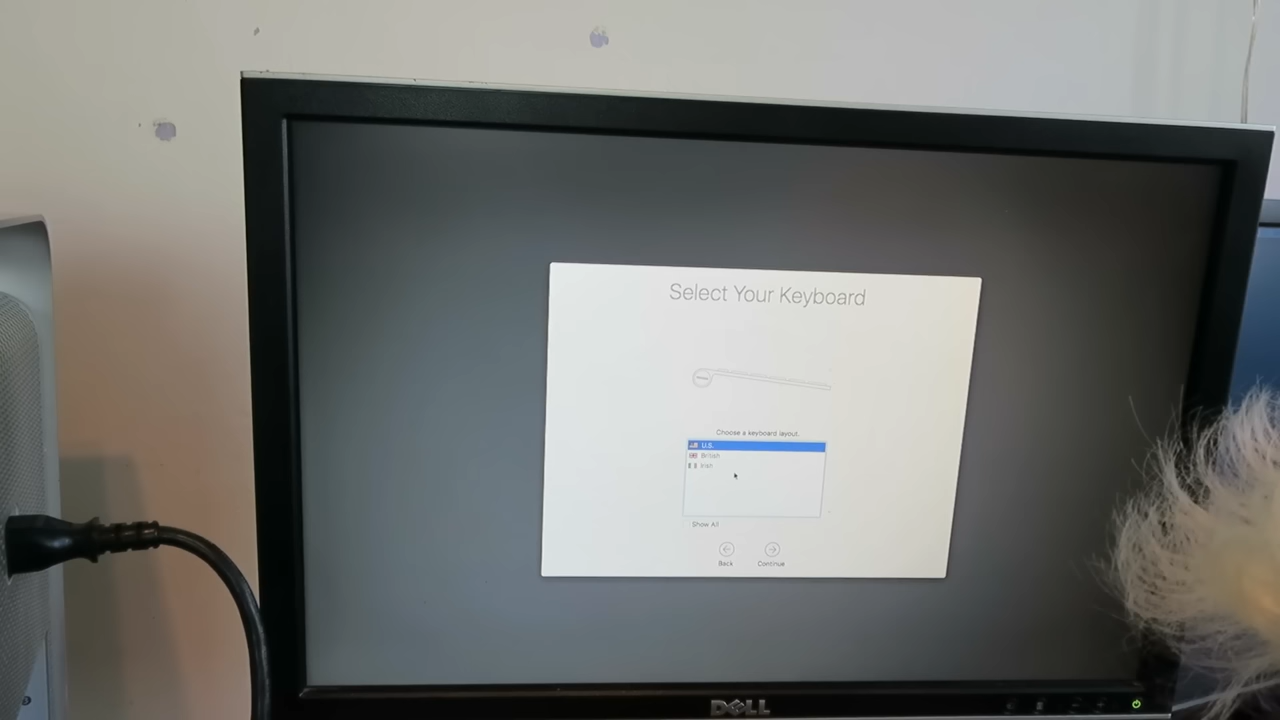 Select Your Keyboard
Choose a keyboard layout.
U.S.
British
Irish
Show All
Back
Continue
DELL